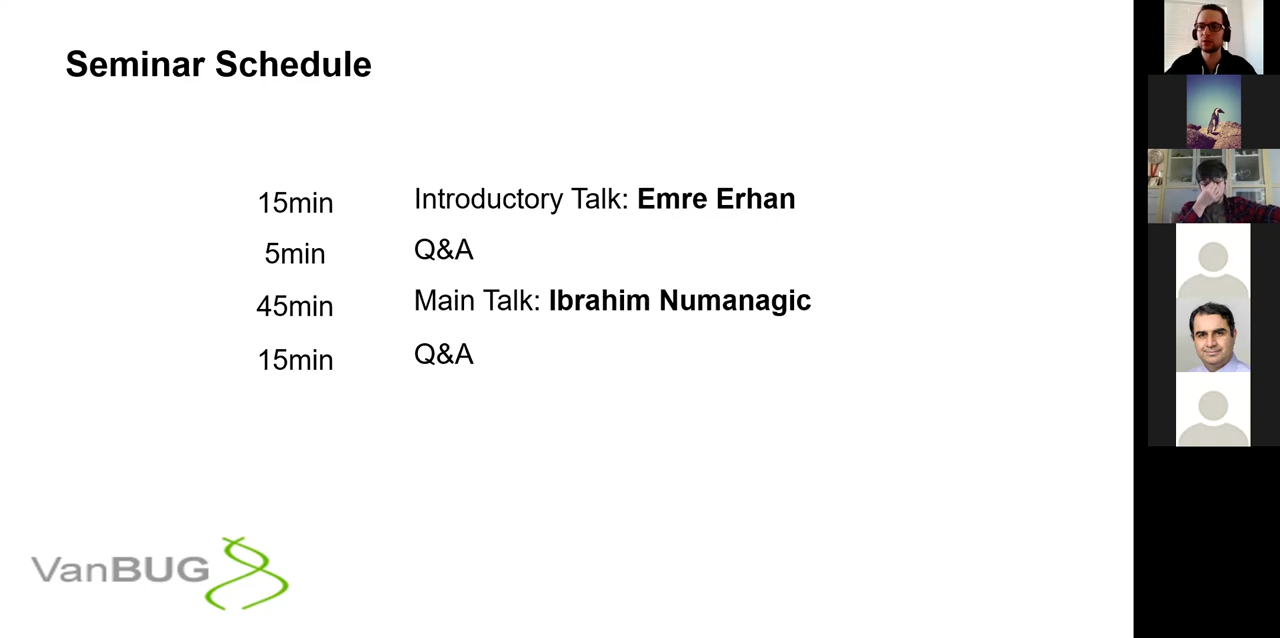 Seminar Schedule
15min Introductory Talk: Emre Erhan
5min Q&A
45min Main Talk: Ibrahim Numanagic
15min Q&A
VanBUG